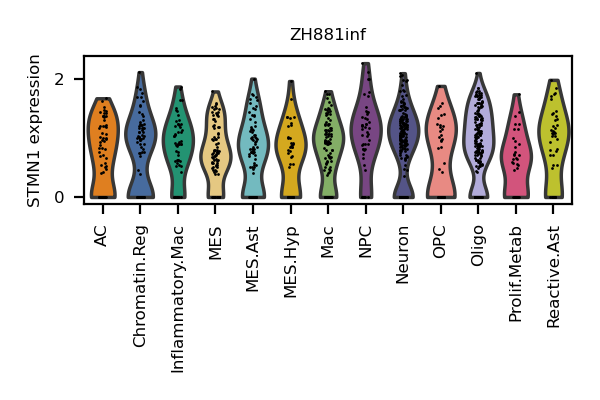 ZH881inf
STMN1 expression
2
0
AC
Chromatin.Reg
Inflammatory.Mac
MES
MES.Ast
MES.Hyp
Mac
NPC
Neuron
OPC
Oligo
Prolif.Metab
Reactive.Ast